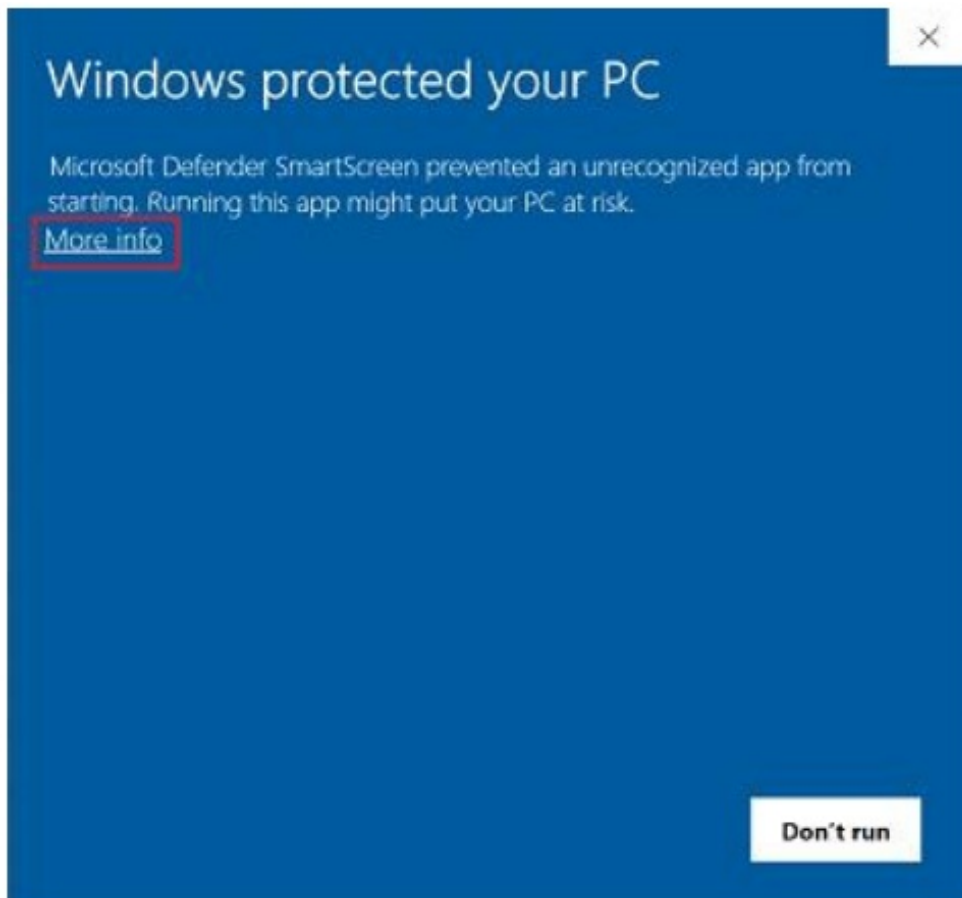 Windows protected your PC
Microsoft Defender SmartScreen prevented an unrecognized app from
starting. Running this app might put your PC at risk.
More info
Don't run